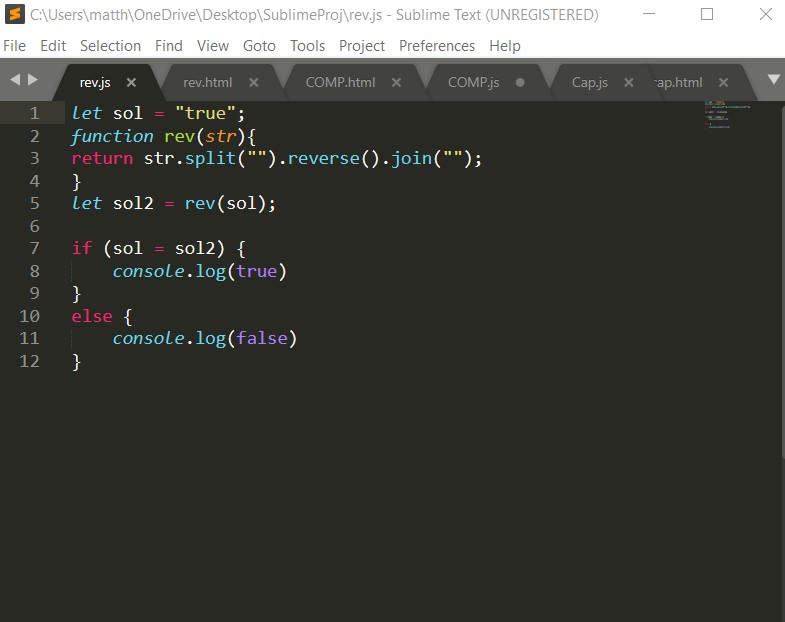 C:\Users\matth\OneDrive\Desktop\SublimeProj\rev.js - Sublime Text (UNREGISTERED)
File Edit Selection Find View Goto Tools Project Preferences Help
rev.js rev.html COMP.html COMP.js Cap.js ap.html
1 let sol = "true";
2 function rev(str){
3 return str.split("").reverse().join("");
4 }
5 let sol2 = rev(sol);
6
7 if (sol = sol2) {
8     console.log(true)
9 }
10 else {
11     console.log(false)
12 }